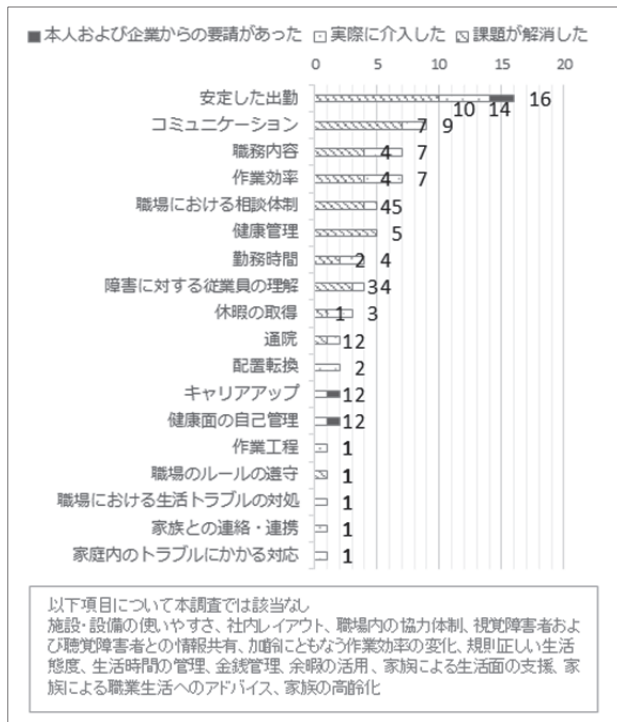 ■本人および企業からの要請があった □実際に介入した □課題が解消した
0 5 10 15 20
安定した出勤 10 14 16
コミュニケーション 7 9
職務内容 4 7
作業効率 4 7
職場における相談体制 45
健康管理 5
勤務時間 2 4
障害に対する従業員の理解 34
休暇の取得 1 3
通院 12
配置転換 2
キャリアアップ 12
健康面の自己管理 12
作業工程 1
職場のルールの遵守 1
職場における生活トラブルの対処 1
家族との連絡・連携 1
家庭内のトラブルにかかる対応 1
以下項目について本調査では該当なし
施設・設備の使いやすさ、社内レイアウト、職場内の協力体制、視覚障害者およ
び聴覚障害者との情報共有、加齢にともなう作業効率の変化、規則正しい生活
態度、生活時間の管理、金銭管理、余暇の活用、家族による生活面の支援、家
族による職業生活へのアドバイス、家族の高齢化